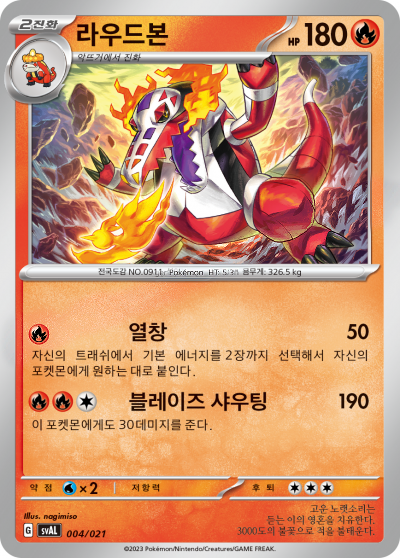 2진화 라우드본 HP 180
악뜨거에서 진화
전국도감 NO.0911 Pokémon HT: 5.3ft 몸무게: 326.5 kg
열창 50
자신의 트래쉬에서 기본 에너지를 2장까지 선택해서 자신의
포켓몬에게 원하는 대로 붙인다.
블레이즈 샤우팅 190
이 포켓몬에게도 30데미지를 준다.
약점 ×2 저항력 후퇴
Illus. nagimiso
G svAL 004/021
고운 노랫소리는
듣는 이의 영혼을 치유한다.
3000도의 불꽃으로 적을 불태운다.
©2023 Pokémon/Nintendo/Creatures/GAME FREAK.